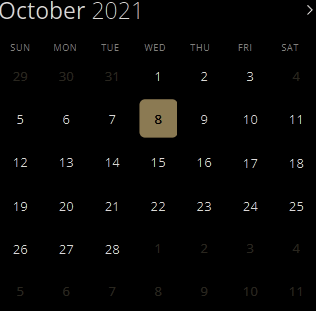 October 2021 >
SUN MON TUE WED THU FRI SAT
29 30 31 1 2 3 4
5 6 7 8 9 10 11
12 13 14 15 16 17 18
19 20 21 22 23 24 25
26 27 28 1 2 3 4
5 6 7 8 9 10 11